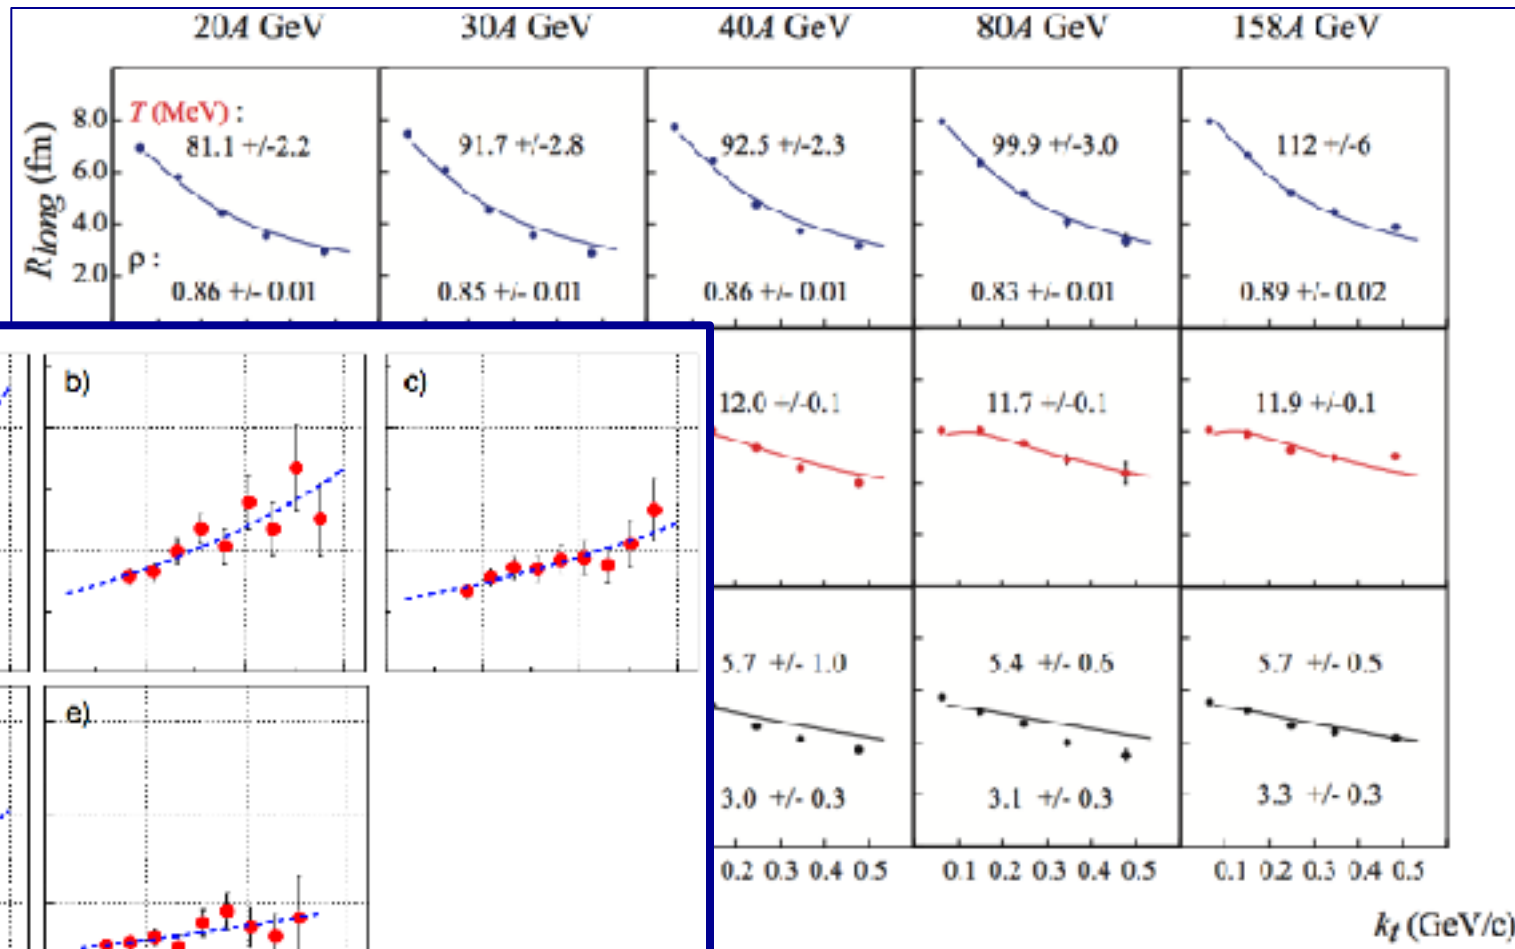 20A GeV 30A GeV 40A GeV 80A GeV 158A GeV
T (MeV) :
8.0
81.1 +/-2.2 91.7 +/-2.8 92.5 +/-2.3 99.9 +/-3.0 112 +/-6
6.0
Rlong (fm)
4.0
ρ :
2.0
0.86 +/- 0.01 0.85 +/- 0.01 0.86 +/- 0.01 0.83 +/- 0.01 0.89 +/- 0.02
b) c)
12.0 +/-0.1 11.7 +/-0.1 11.9 +/-0.1
5.7 +/- 1.0 5.4 +/- 0.6 5.7 +/- 0.5
e)
3.0 +/- 0.3 3.1 +/- 0.3 3.3 +/- 0.3
0.2 0.3 0.4 0.5 0.1 0.2 0.3 0.4 0.5 0.1 0.2 0.3 0.4 0.5
kt (GeV/c)